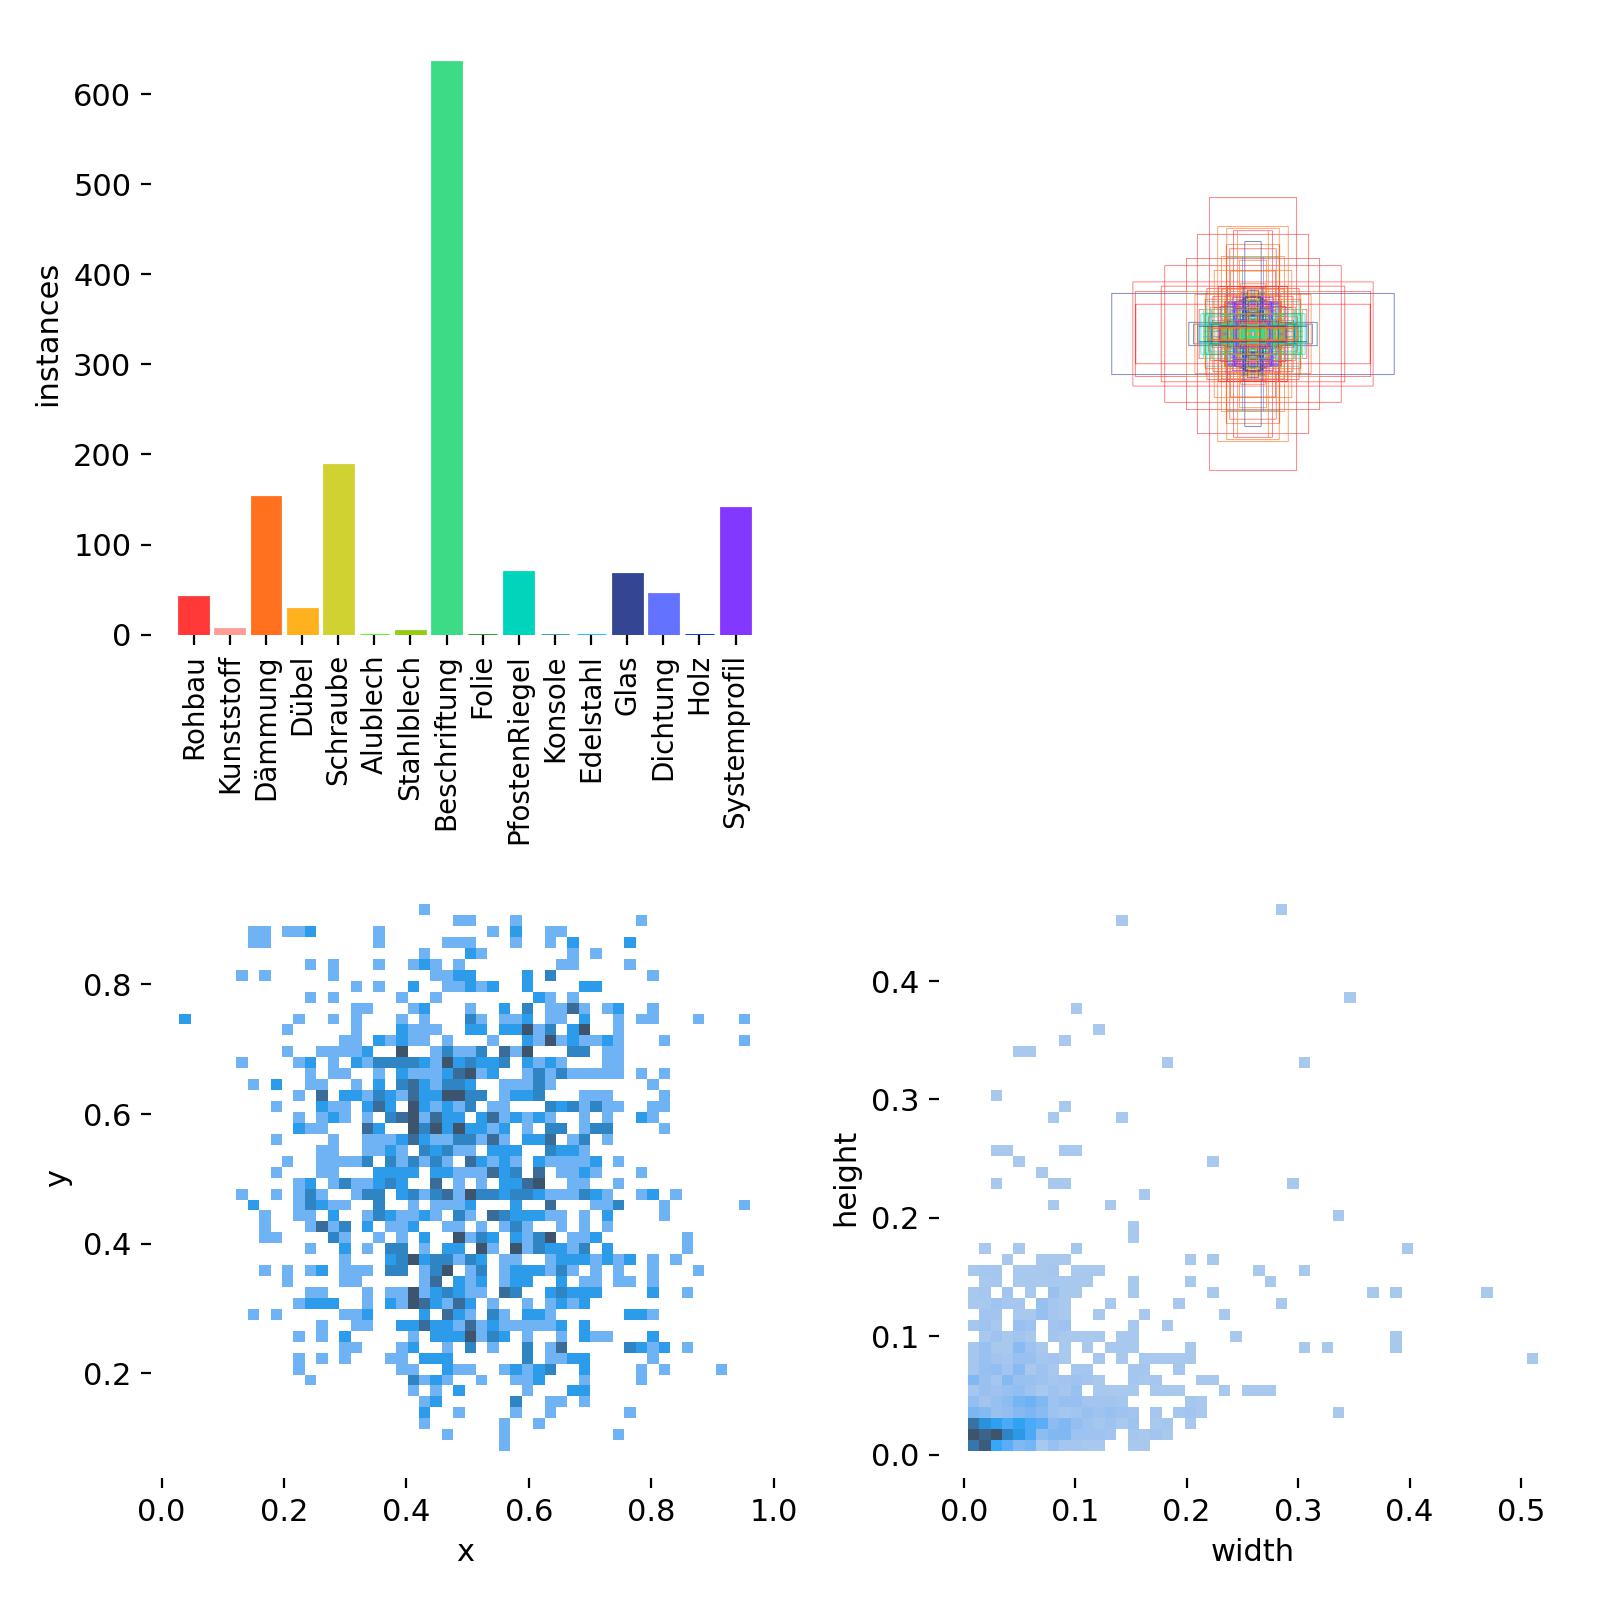 600
500
400
300
200
100
0
instances
Rohbau
Kunststoff
Dämmung
Dübel
Schraube
Alublech
Stahlblech
Beschriftung
Folie
PfostenRiegel
Konsole
Edelstahl
Glas
Dichtung
Holz
Systemprofil
0.8
0.6
0.4
0.2
y
0.0 0.2 0.4 0.6 0.8 1.0
x
0.4
0.3
0.2
0.1
0.0
height
0.0 0.1 0.2 0.3 0.4 0.5
width